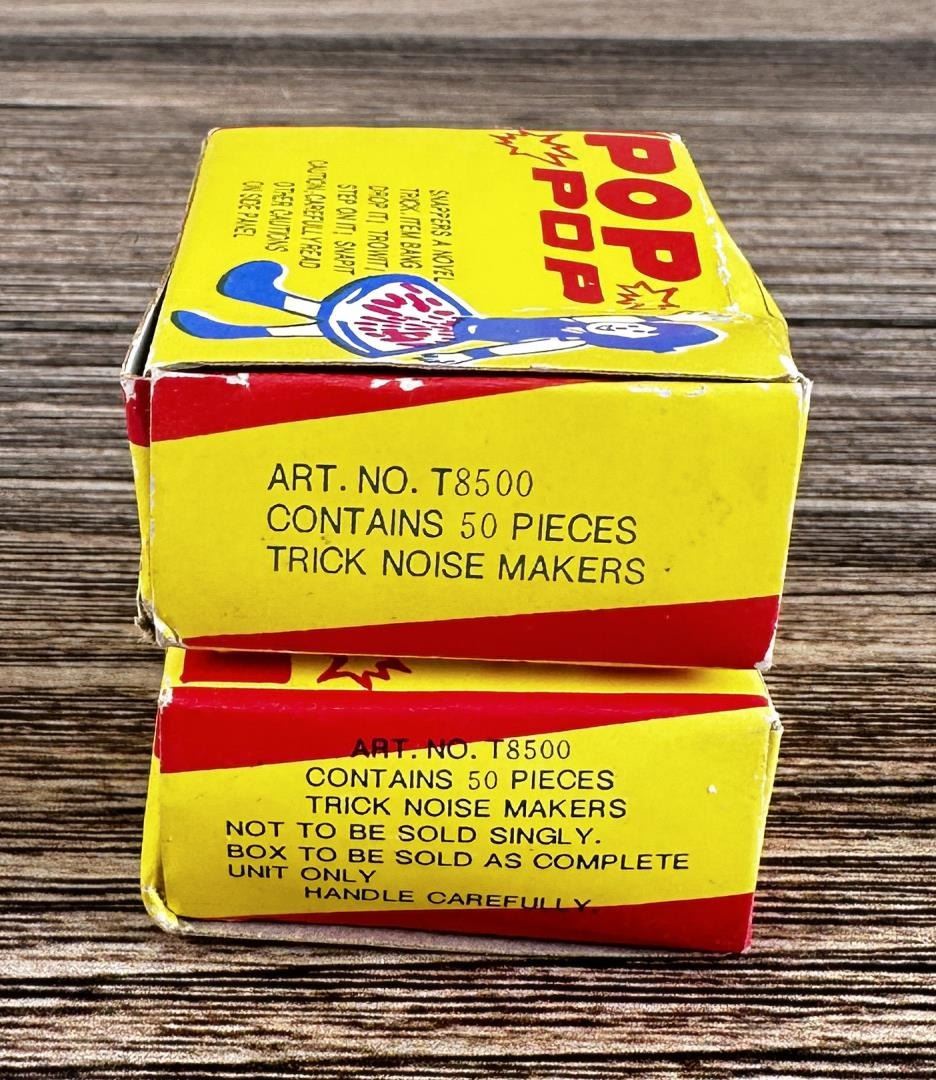 POP
POP
SNAPPERS A NOVEL
TRICK ITEM BANG
DROP IT! TROWIT!
STEP ON IT! SNAP IT
CAUTION: CAREFULLY READ
OTHER CAUTIONS
ON SIDE PANEL
ART. NO. T8500
CONTAINS 50 PIECES
TRICK NOISE MAKERS
ART. NO. T8500
CONTAINS 50 PIECES
TRICK NOISE MAKERS
NOT TO BE SOLD SINGLY.
BOX TO BE SOLD AS COMPLETE
UNIT ONLY
HANDLE CAREFULLY.